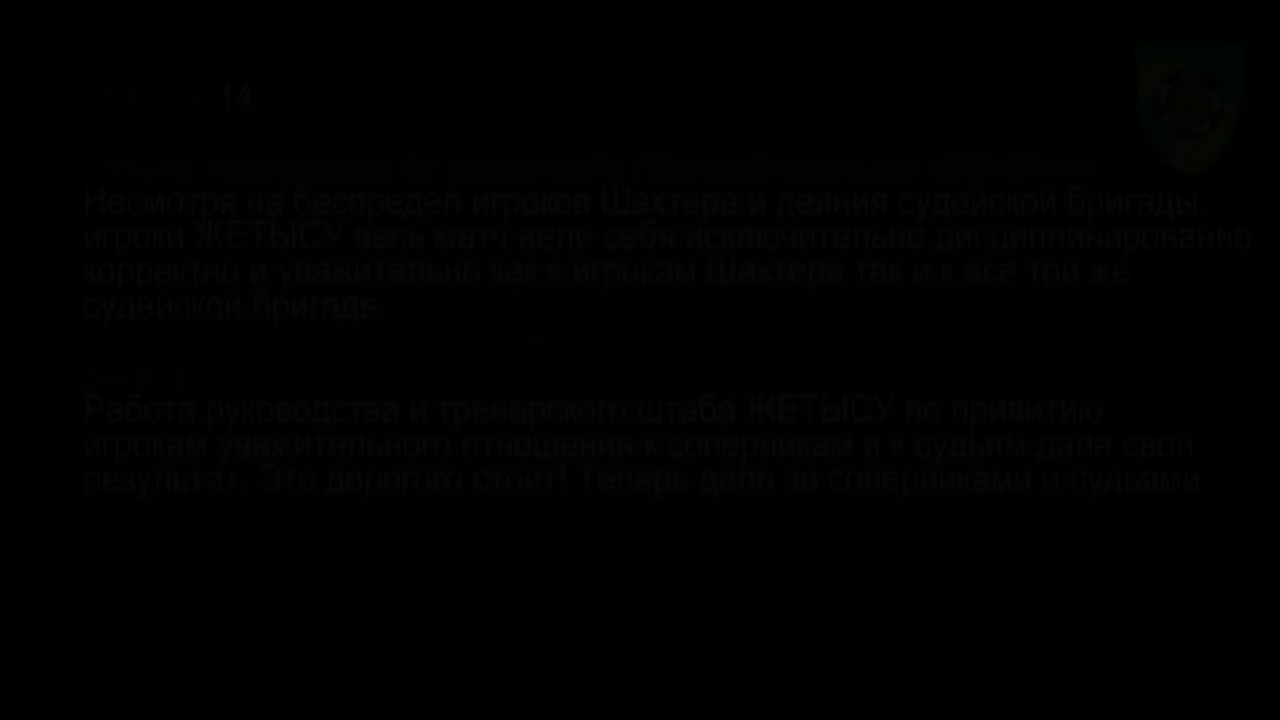 14
Несмотря на беспредел игроков Шахтера и деяния судейской бригады,
игроки ЖЕТЫСУ весь матч вели себя исключительно дисциплинированно,
корректно и уважительно как к игрокам Шахтера так и к все той же
судейской бригаде
Работа руководства и тренерского штаба ЖЕТЫСУ по привитию
игрокам уважительного отношения к соперникам и к судьям дала свой
результат. Это дорогого стоит! Теперь дело за соперниками и судьями